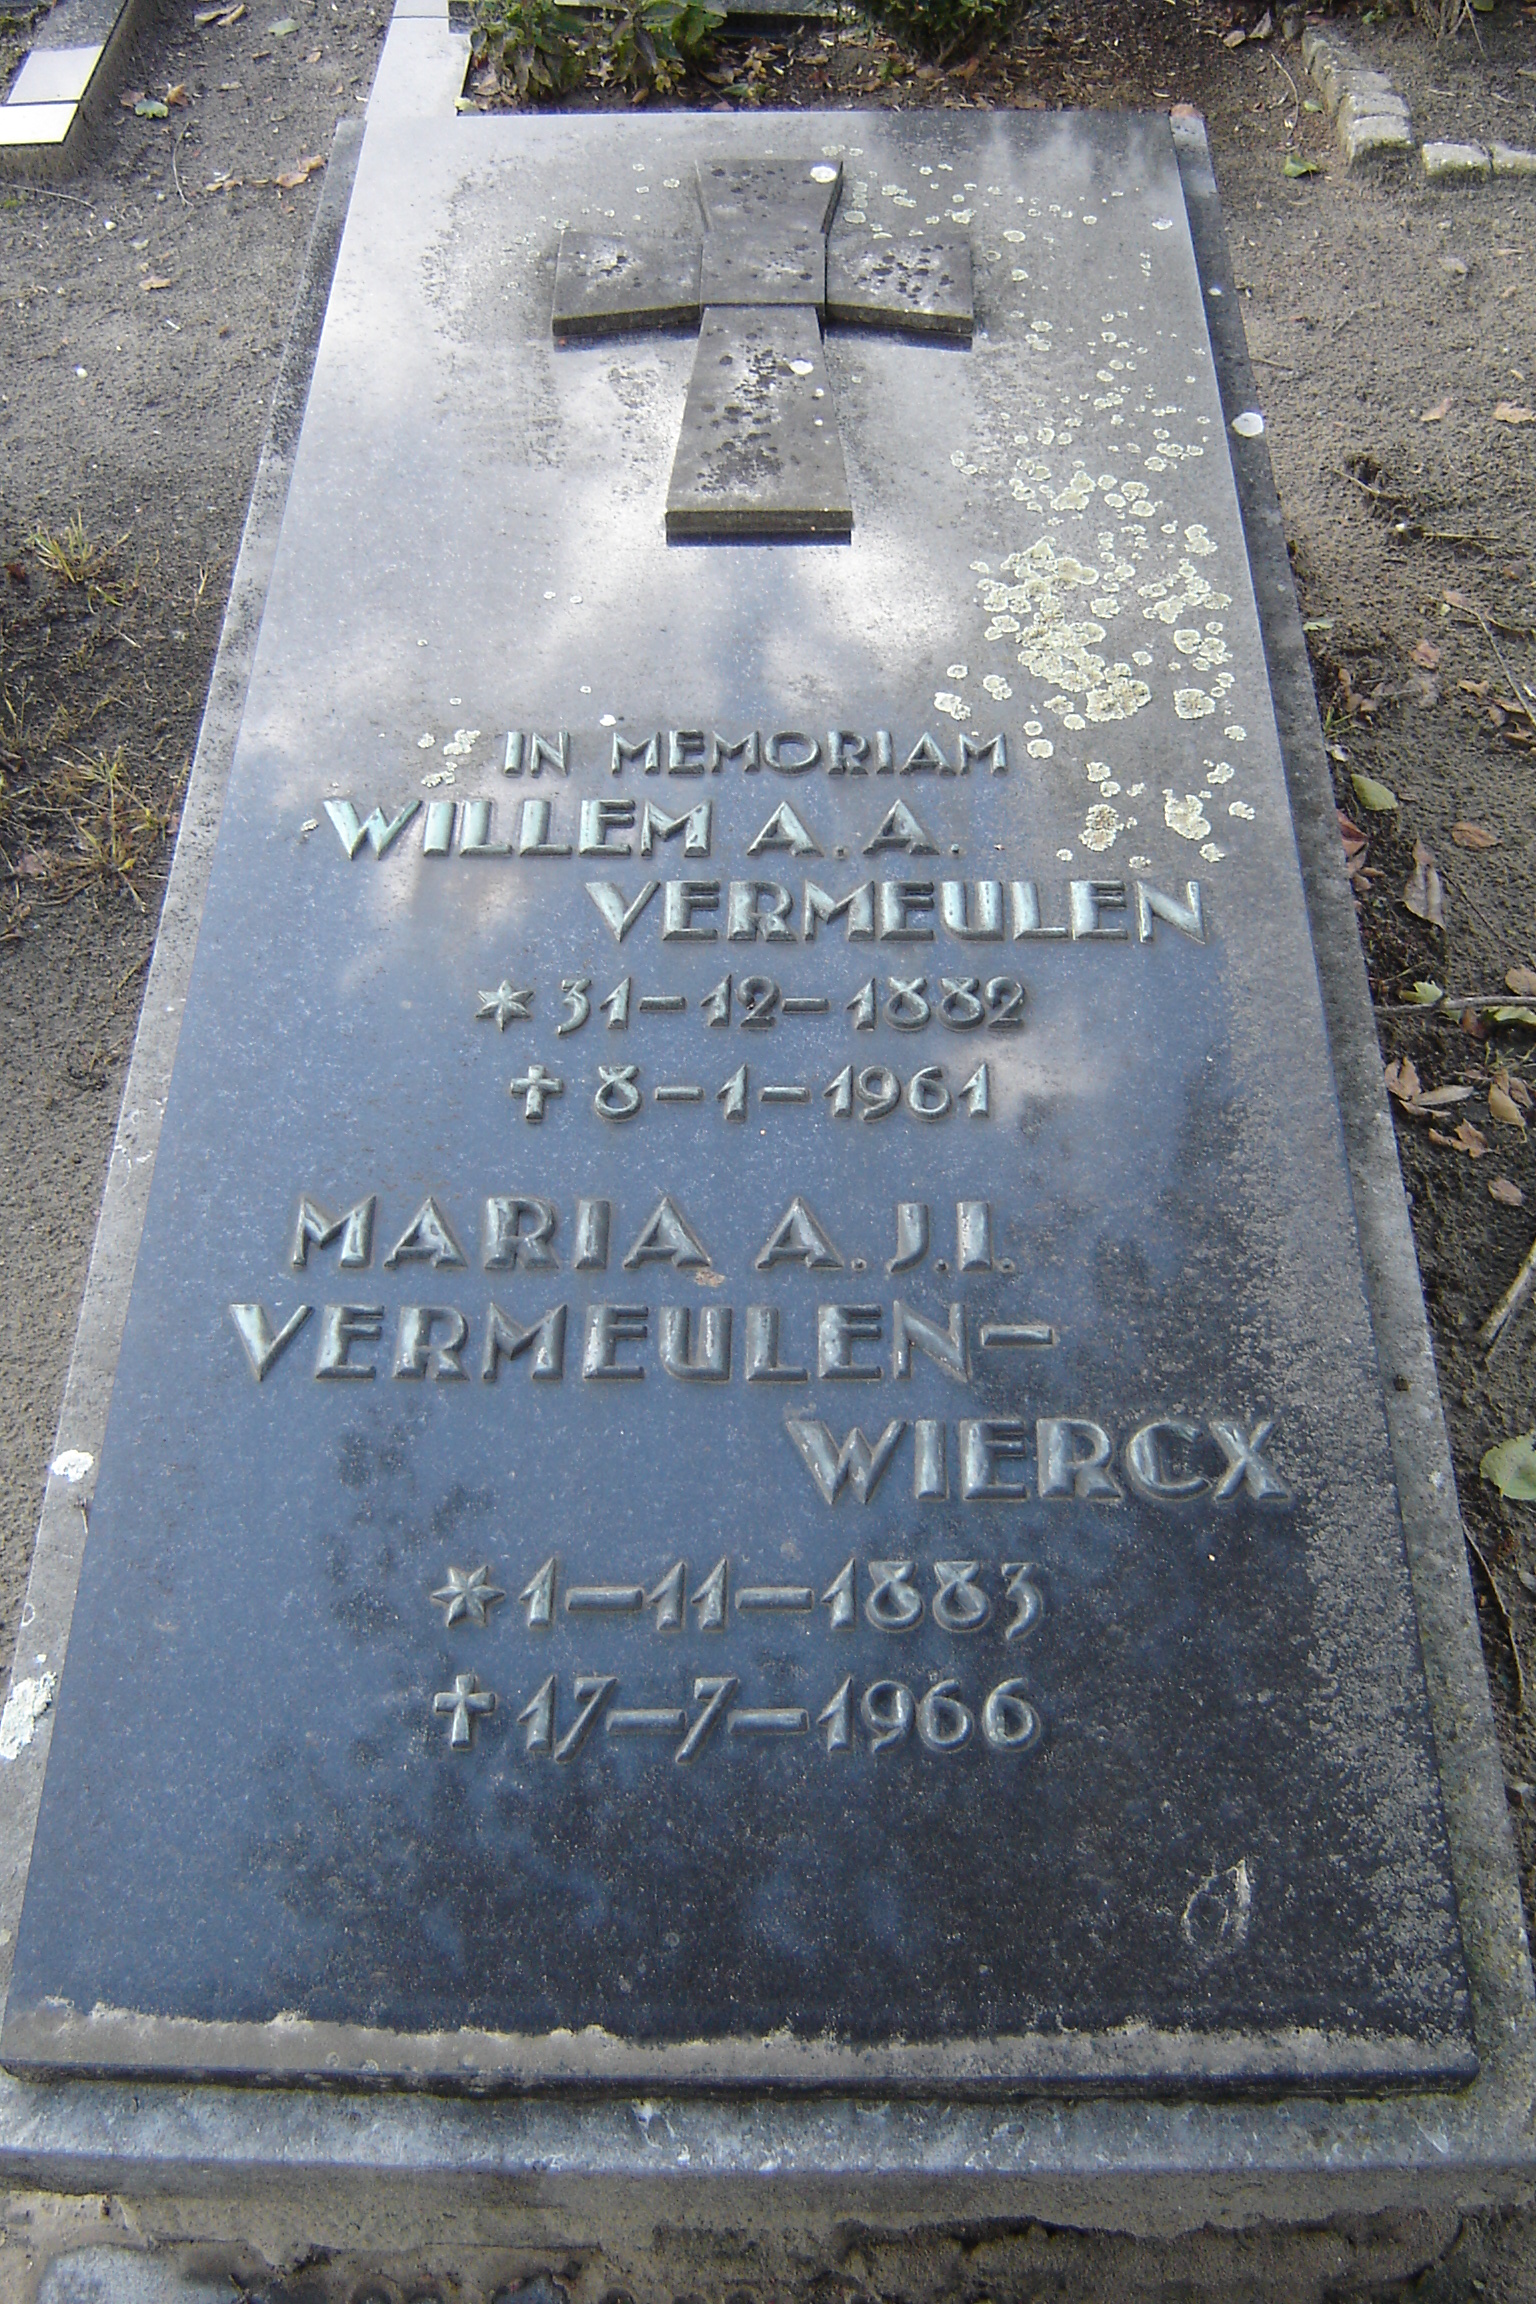 IN MEMORIAM
WILLEM A.A.
VERMEULEN
* 31-12-1882
† 8-1-1961
MARIA A.J.I.
VERMEULEN-
WIERCX
* 1-11-1883
† 17-7-1966